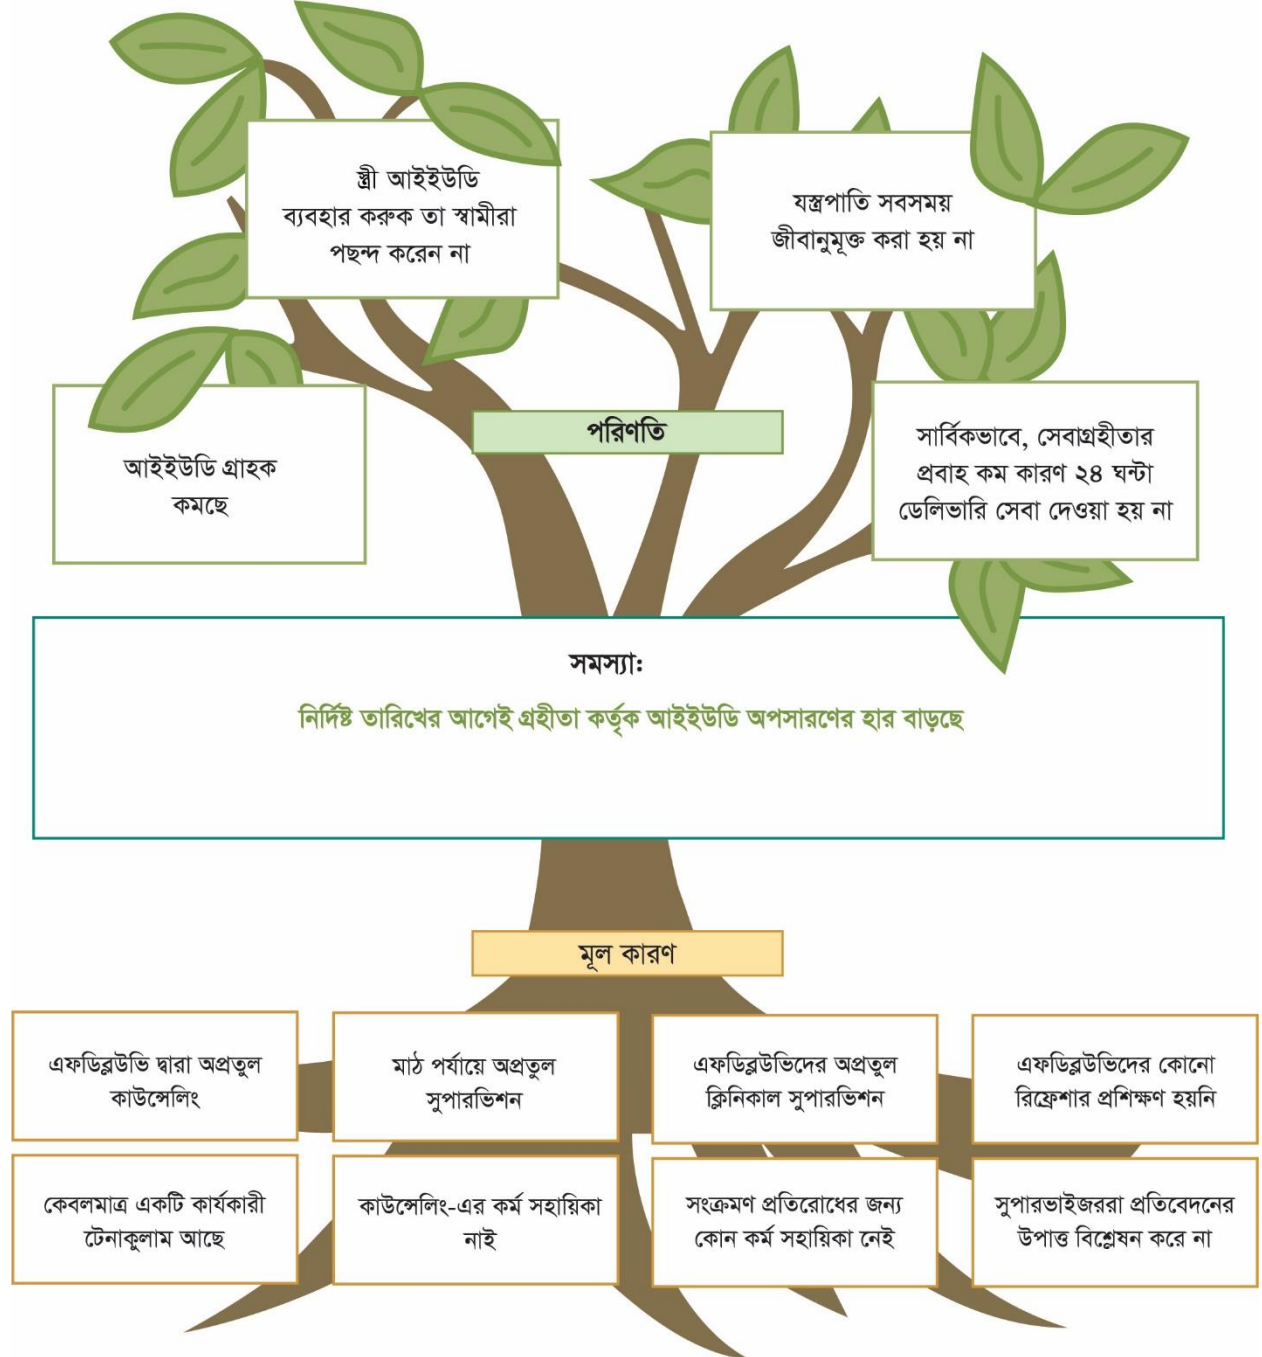 স্ত্রী আইইউডি
ব্যবহার করুক তা স্বামীরা
পছন্দ করেন না
যন্ত্রপাতি সবসময়
জীবানুমূক্ত করা হয় না
আইইউডি গ্রাহক
কমছে
পরিণতি
সার্বিকভাবে, সেবাগ্রহীতার
প্রবাহ কম কারণ ২৪ ঘন্টা
ডেলিভারি সেবা দেওয়া হয় না
সমস্যা:
নির্দিষ্ট তারিখের আগেই গ্রহীতা কর্তৃক আইইউডি অপসারণের হার বাড়ছে
মূল কারণ
এফডিব্লিউভি দ্বারা অপ্রতুল
কাউন্সেলিং
মাঠ পর্যায়ে অপ্রতুল
সুপারভিশন
এফডিব্লিউভিদের অপ্রতুল
ক্লিনিকাল সুপারভিশন
এফডিব্লিউভিদের কোনো
রিফ্রেশার প্রশিক্ষণ হয়নি
কেবলমাত্র একটি কার্যকারী
টেনাকুলাম আছে
কাউন্সেলিং-এর কর্ম সহায়িকা
নাই
সংক্রমণ প্রতিরোধের জন্য
কোন কর্ম সহায়িকা নেই
সুপারভাইজররা প্রতিবেদনের
উপাত্ত বিশ্লেষন করে না